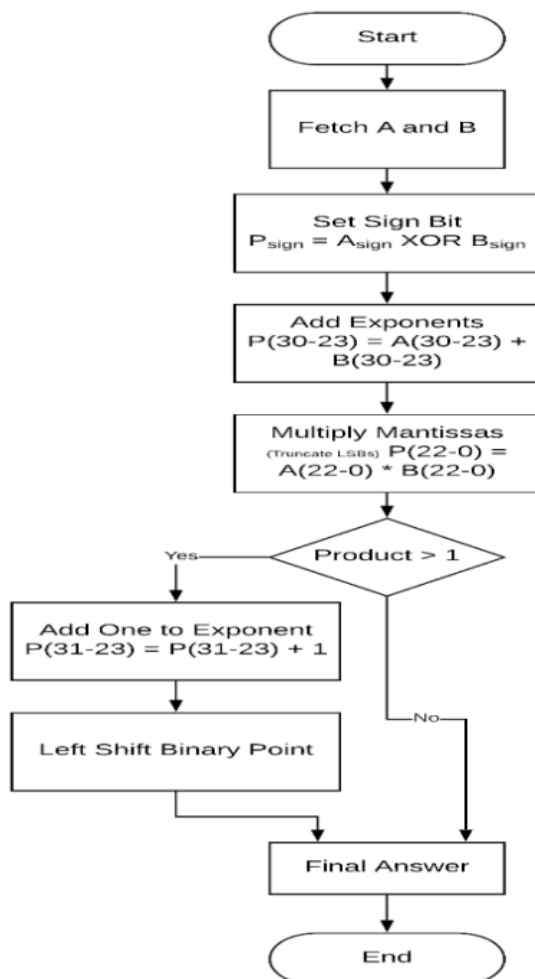 Start
Fetch A and B
Set Sign Bit
Psign = Asign XOR Bsign
Add Exponents
P(30-23) = A(30-23) +
B(30-23)
Multiply Mantissas
(Truncate LSBs) P(22-0) =
A(22-0) * B(22-0)
Product > 1
Yes
Add One to Exponent
P(31-23) = P(31-23) + 1
Left Shift Binary Point
No
Final Answer
End